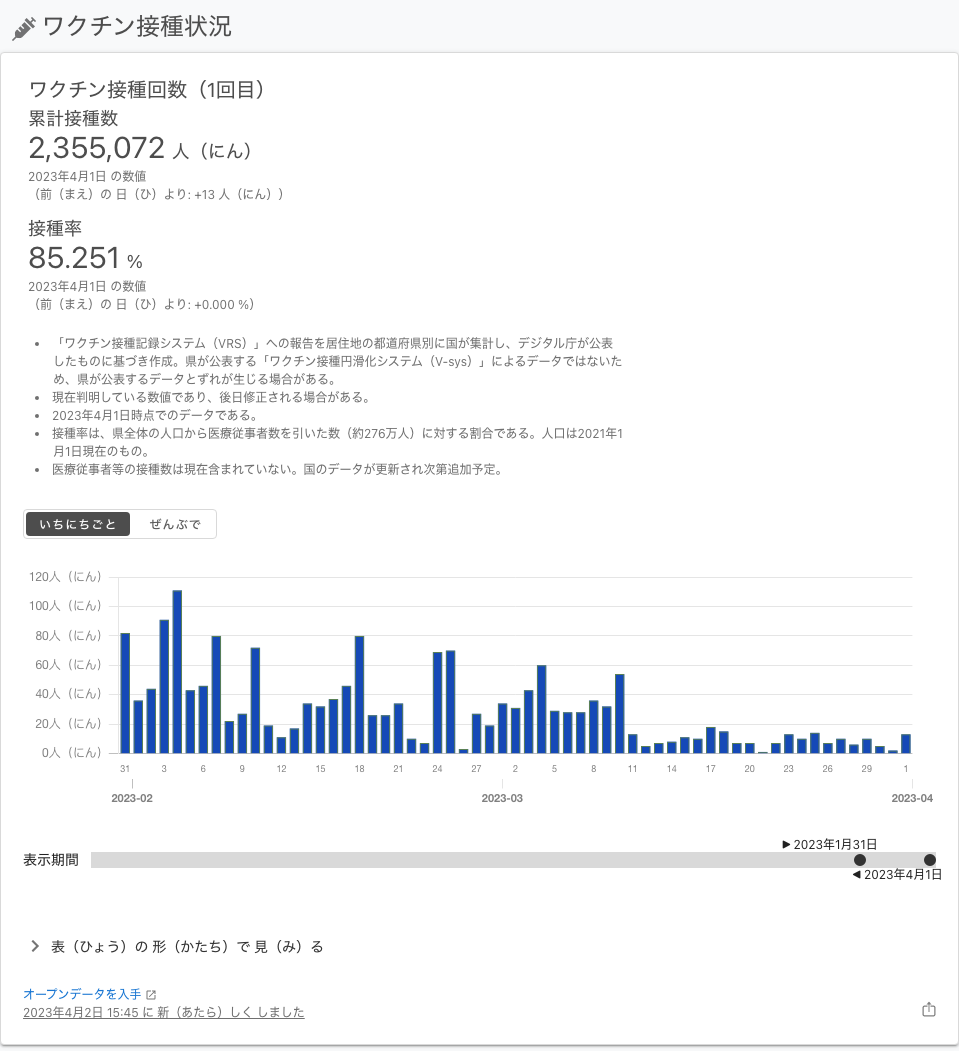 ワクチン接種状況
ワクチン接種回数（1回目）
累計接種数
2,355,072 人（にん）
2023年4月1日 の数値
（前（まえ）の 日（ひ）より: +13 人（にん））
接種率
85.251 %
2023年4月1日 の数値
（前（まえ）の 日（ひ）より: +0.000 %）
• 「ワクチン接種記録システム（VRS）」への報告を居住地の都道府県別に国が集計し、デジタル庁が公表
したものに基づき作成。県が公表する「ワクチン接種円滑化システム（V-sys）」によるデータではないた
め、県が公表するデータとずれが生じる場合がある。
• 現在判明している数値であり、後日修正される場合がある。
• 2023年4月1日時点でのデータである。
• 接種率は、県全体の人口から医療従事者数を引いた数（約276万人）に対する割合である。人口は2021年1
月1日現在のもの。
• 医療従事者等の接種数は現在含まれていない。国のデータが更新され次第追加予定。
いちにちごと ぜんぶで
120人（にん）
100人（にん）
80人（にん）
60人（にん）
40人（にん）
20人（にん）
0人（にん）
31 3 6 9 12 15 18 21 24 27 2 5 8 11 14 17 20 23 26 29 1
2023-02 2023-03 2023-04
▶ 2023年1月31日
表示期間
◀ 2023年4月1日
表（ひょう）の 形（かたち）で 見（み）る
オープンデータを入手
2023年4月2日 15:45 に 新（あたら）しく しました